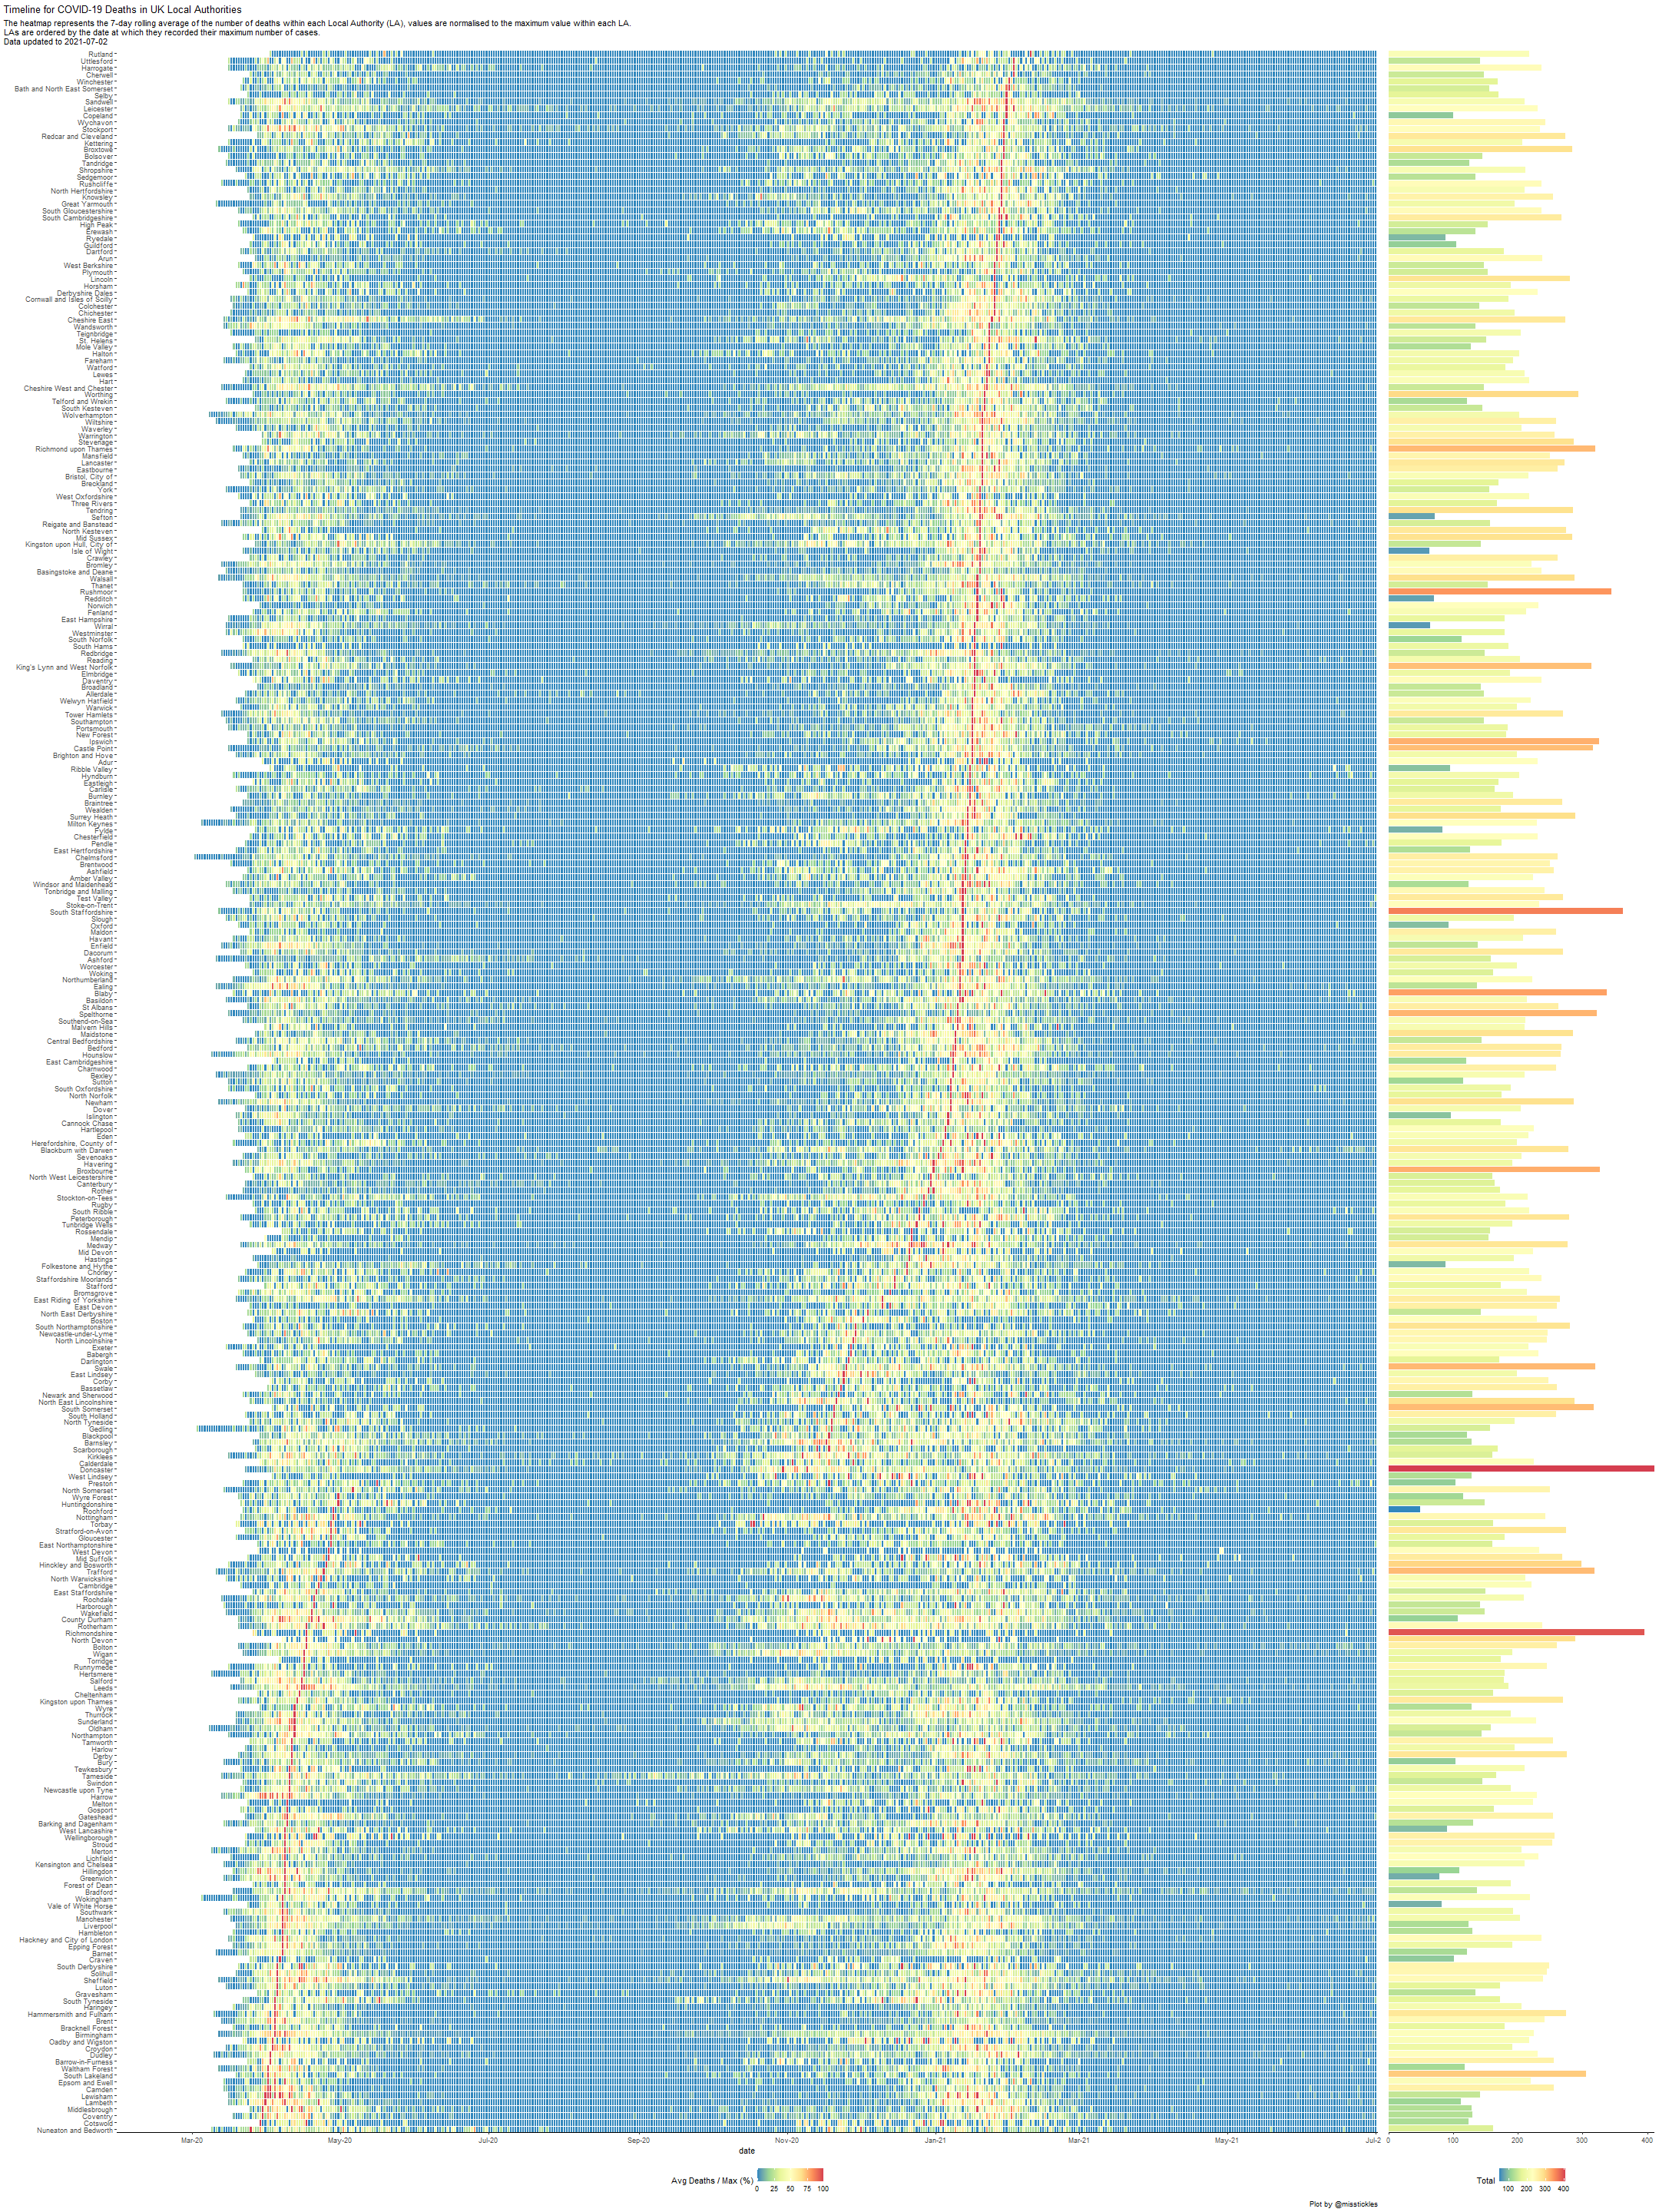 Timeline for COVID-19 Deaths in UK Local Authorities
The heatmap represents the 7-day rolling average of the number of deaths within each Local Authority (LA), values are normalised to the maximum value within each LA.
LAs are ordered by the date at which they recorded their maximum number of cases.
Data updated to 2021-07-02
Rutland
Uttlesford
Harrogate
Cherwell
Winchester
Bath and North East Somerset
Selby
Sandwell
Leicester
Copeland
Wychavon
Stockport
Redcar and Cleveland
Kettering
Broxtowe
Bolsover
Tandridge
Shropshire
Sedgemoor
Rushcliffe
North Hertfordshire
Knowsley
Great Yarmouth
South Gloucestershire
South Cambridgeshire
High Peak
Erewash
Ryedale
Guildford
Dartford
Arun
West Berkshire
Plymouth
Lincoln
Horsham
Derbyshire Dales
Cornwall and Isles of Scilly
Colchester
Chichester
Cheshire East
Wandsworth
Teignbridge
St. Helens
Mole Valley
Halton
Fareham
Watford
Lewes
Hart
Cheshire West and Chester
Worthing
Telford and Wrekin
South Kesteven
Wolverhampton
Wiltshire
Waverley
Warrington
Stevenage
Richmond upon Thames
Mansfield
Lancaster
Eastbourne
Bristol, City of
Breckland
York
West Oxfordshire
Three Rivers
Tendring
Sefton
Reigate and Banstead
North Kesteven
Mid Sussex
Kingston upon Hull, City of
Isle of Wight
Crawley
Bromley
Basingstoke and Deane
Walsall
Thanet
Rushmoor
Redditch
Norwich
Fenland
East Hampshire
Wirral
Westminster
South Norfolk
South Hams
Redbridge
Reading
King's Lynn and West Norfolk
Elmbridge
Daventry
Broadland
Allerdale
Welwyn Hatfield
Warwick
Tower Hamlets
Southampton
Portsmouth
New Forest
Ipswich
Castle Point
Brighton and Hove
Adur
Ribble Valley
Hyndburn
Eastleigh
Carlisle
Burnley
Braintree
Wealden
Surrey Heath
Milton Keynes
Fylde
Chesterfield
Pendle
East Hertfordshire
Chelmsford
Brentwood
Ashfield
Amber Valley
Windsor and Maidenhead
Tonbridge and Malling
Test Valley
Stoke-on-Trent
South Staffordshire
Slough
Oxford
Maldon
Havant
Enfield
Dacorum
Ashford
Worcester
Woking
Northumberland
Ealing
Blaby
Basildon
St Albans
Spelthorne
Southend-on-Sea
Malvern Hills
Maidstone
Central Bedfordshire
Bedford
Hounslow
East Cambridgeshire
Charnwood
Bexley
Sutton
South Oxfordshire
North Norfolk
Newham
Dover
Islington
Cannock Chase
Hartlepool
Eden
Herefordshire, County of
Blackburn with Darwen
Sevenoaks
Havering
Broxbourne
North West Leicestershire
Canterbury
Rother
Stockton-on-Tees
Rugby
South Ribble
Peterborough
Tunbridge Wells
Rossendale
Mendip
Medway
Mid Devon
Hastings
Folkestone and Hythe
Chorley
Staffordshire Moorlands
Stafford
Bromsgrove
East Riding of Yorkshire
East Devon
North East Derbyshire
Boston
South Northamptonshire
Newcastle-under-Lyme
North Lincolnshire
Exeter
Babergh
Darlington
Swale
East Lindsey
Corby
Bassetlaw
Newark and Sherwood
North East Lincolnshire
South Somerset
South Holland
North Tyneside
Gedling
Blackpool
Barnsley
Scarborough
Kirklees
Calderdale
Doncaster
West Lindsey
Preston
North Somerset
Wyre Forest
Huntingdonshire
Rochford
Nottingham
Torbay
Stratford-on-Avon
Gloucester
East Northamptonshire
West Devon
Mid Suffolk
Hinckley and Bosworth
Trafford
North Warwickshire
Cambridge
East Staffordshire
Rochdale
Harborough
Wakefield
County Durham
Rotherham
Richmondshire
North Devon
Bolton
Wigan
Torridge
Runnymede
Hertsmere
Salford
Leeds
Cheltenham
Kingston upon Thames
Wyre
Thurrock
Sunderland
Oldham
Northampton
Tamworth
Harlow
Derby
Bury
Tewkesbury
Tameside
Swindon
Newcastle upon Tyne
Harrow
Melton
Gosport
Gateshead
Barking and Dagenham
West Lancashire
Wellingborough
Stroud
Merton
Lichfield
Kensington and Chelsea
Hillingdon
Greenwich
Forest of Dean
Bradford
Wokingham
Vale of White Horse
Southwark
Manchester
Liverpool
Hambleton
Hackney and City of London
Epping Forest
Barnet
Craven
South Derbyshire
Solihull
Sheffield
Luton
Gravesham
South Tyneside
Haringey
Hammersmith and Fulham
Brent
Bracknell Forest
Birmingham
Oadby and Wigston
Croydon
Dudley
Barrow-in-Furness
Waltham Forest
South Lakeland
Epsom and Ewell
Camden
Lewisham
Lambeth
Middlesbrough
Coventry
Cotswold
Nuneaton and Bedworth
Mar-20 May-20 Jul-20 Sep-20 Nov-20 Jan-21 Mar-21 May-21 Jul-2
0 100 200 300 400
date
Avg Deaths / Max (%)
0 25 50 75 100
Total
100 200 300 400
Plot by @misstickles